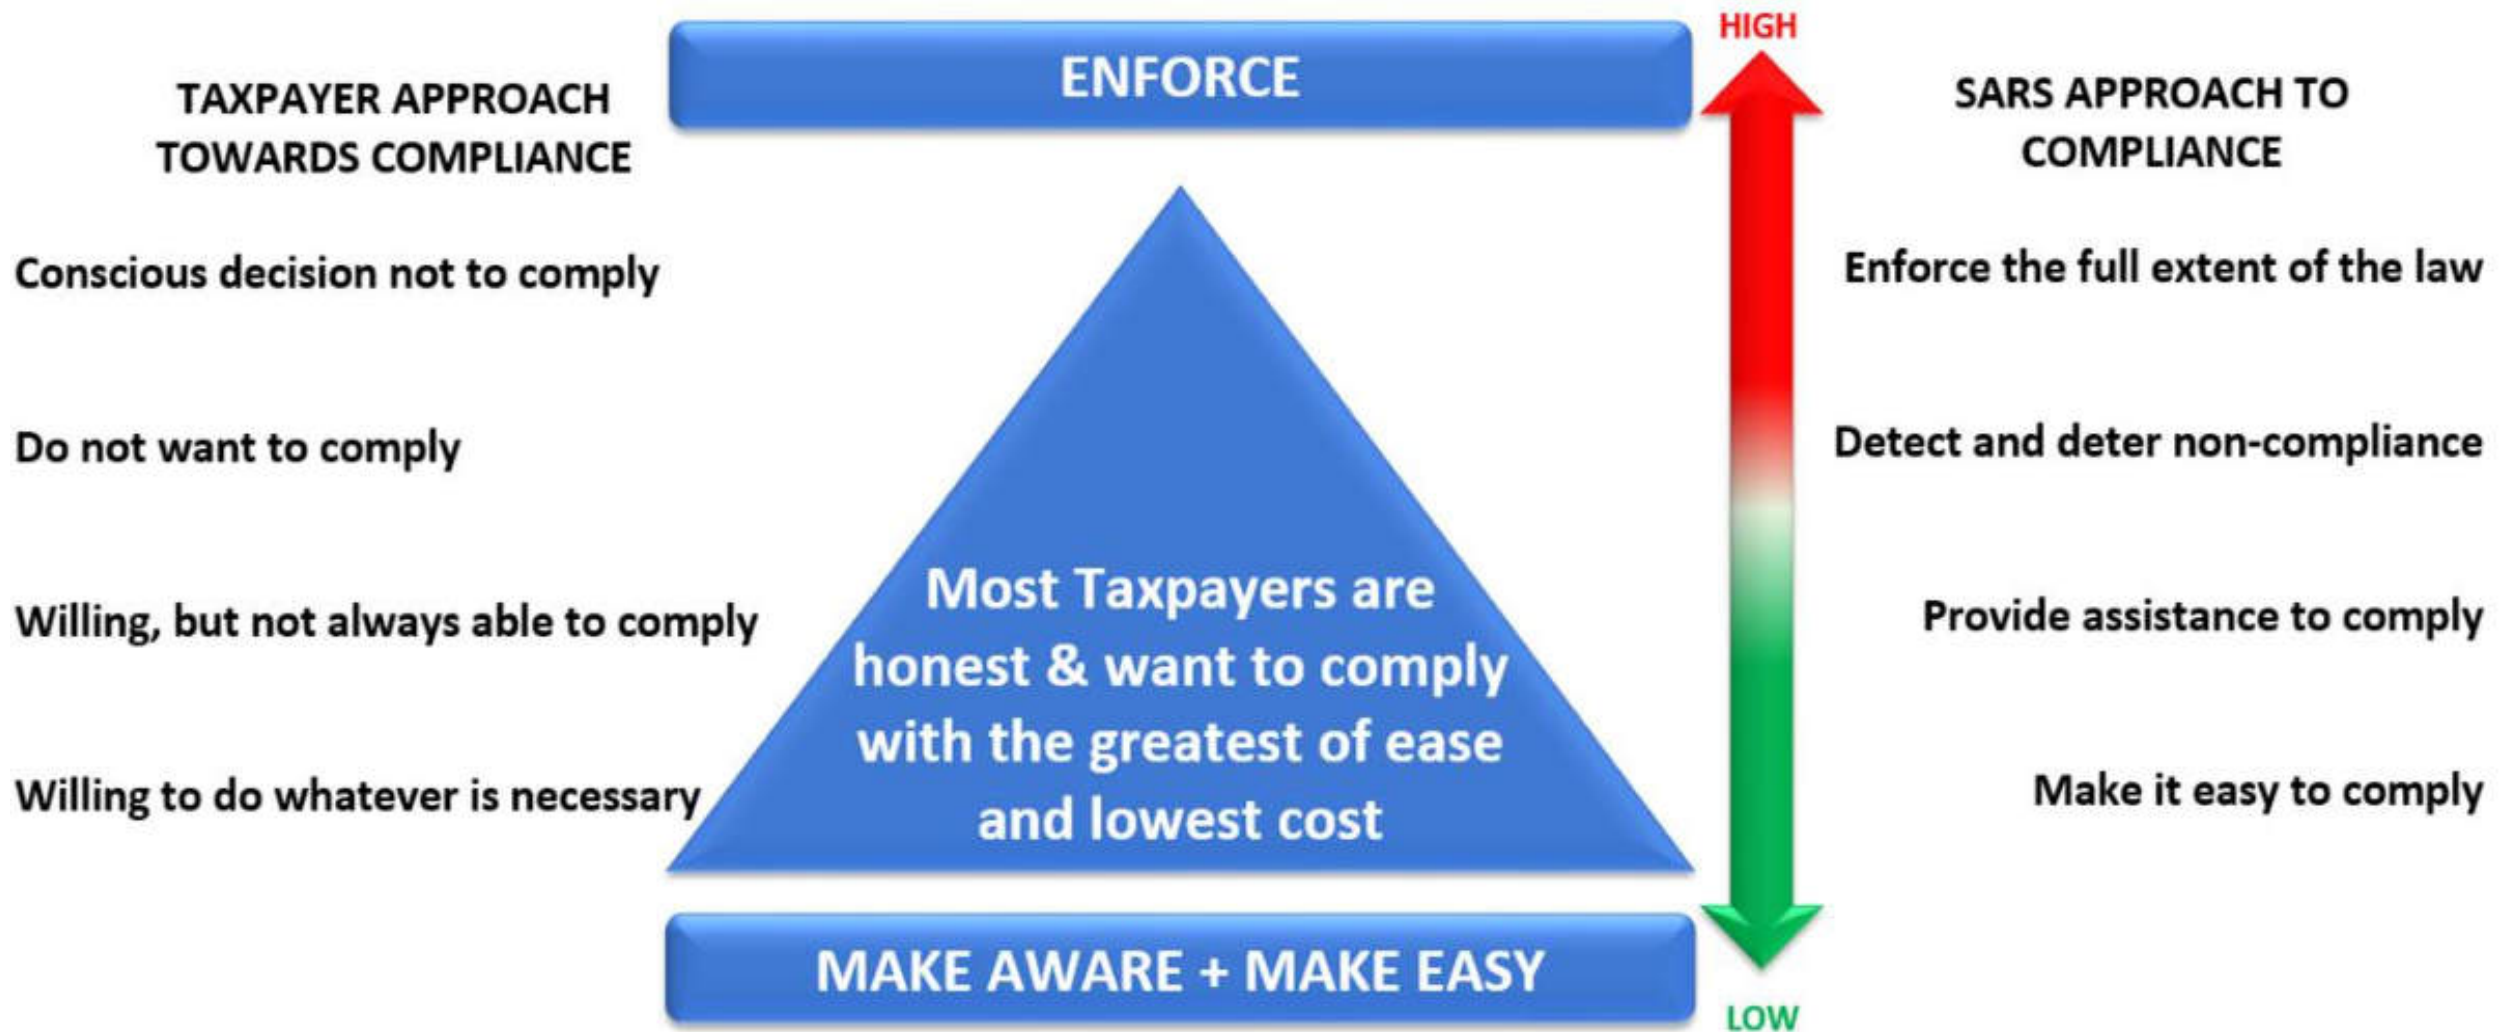 ENFORCE
HIGH
TAXPAYER APPROACH
TOWARDS COMPLIANCE
SARS APPROACH TO
COMPLIANCE
Conscious decision not to comply
Enforce the full extent of the law
Do not want to comply
Detect and deter non-compliance
Willing, but not always able to comply
Provide assistance to comply
Willing to do whatever is necessary
Make it easy to comply
Most Taxpayers are
honest & want to comply
with the greatest of ease
and lowest cost
MAKE AWARE + MAKE EASY
LOW